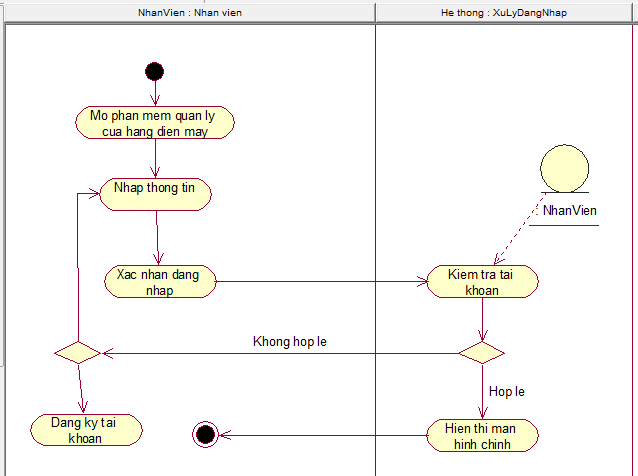 NhanVien : Nhan vien
He thong : XuLyDangNhap
Mo phan mem quan ly
cua hang dien may
Nhap thong tin
: NhanVien
Xac nhan dang
nhap
Kiem tra tai
khoan
Khong hop le
Hop le
Dang ky tai
khoan
Hien thi man
hinh chinh